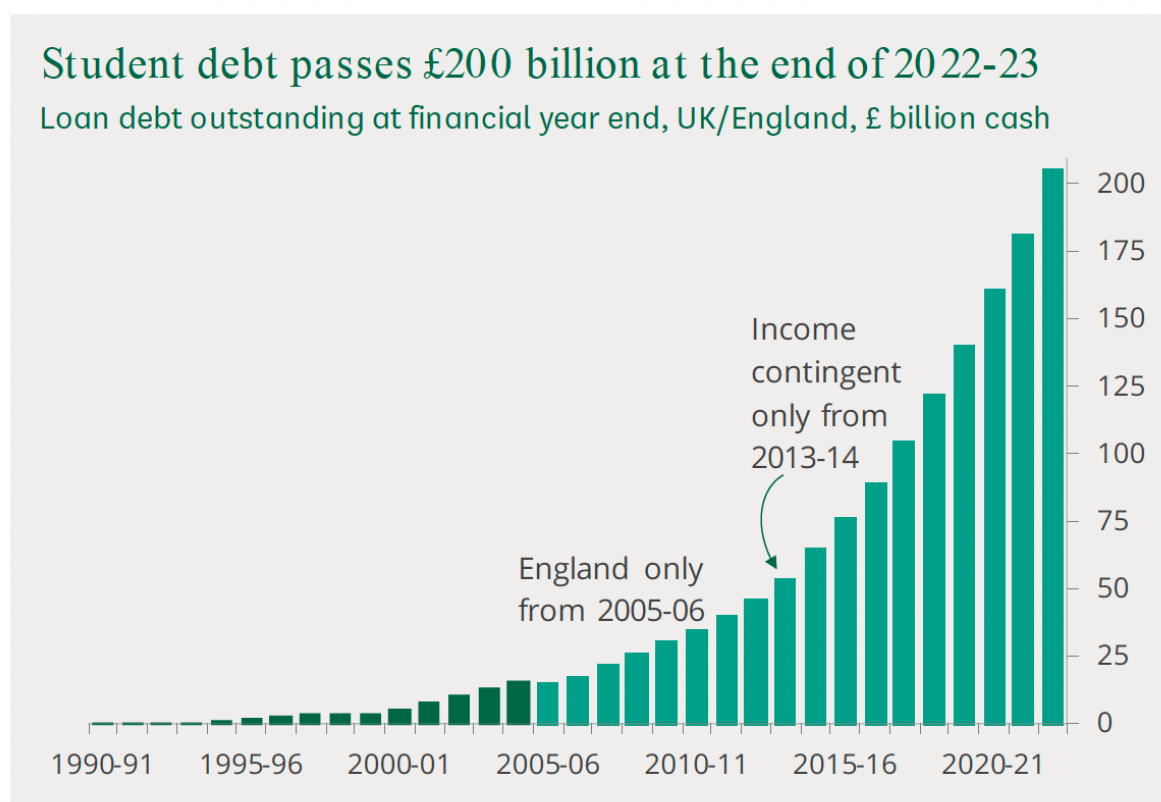 Student debt passes £200 billion at the end of 2022-23
Loan debt outstanding at financial year end, UK/England, £ billion cash
200
175
150
Income
contingent
only from
2013-14
125
100
75
England only
from 2005-06
50
25
0
1990-91 1995-96 2000-01 2005-06 2010-11 2015-16 2020-21